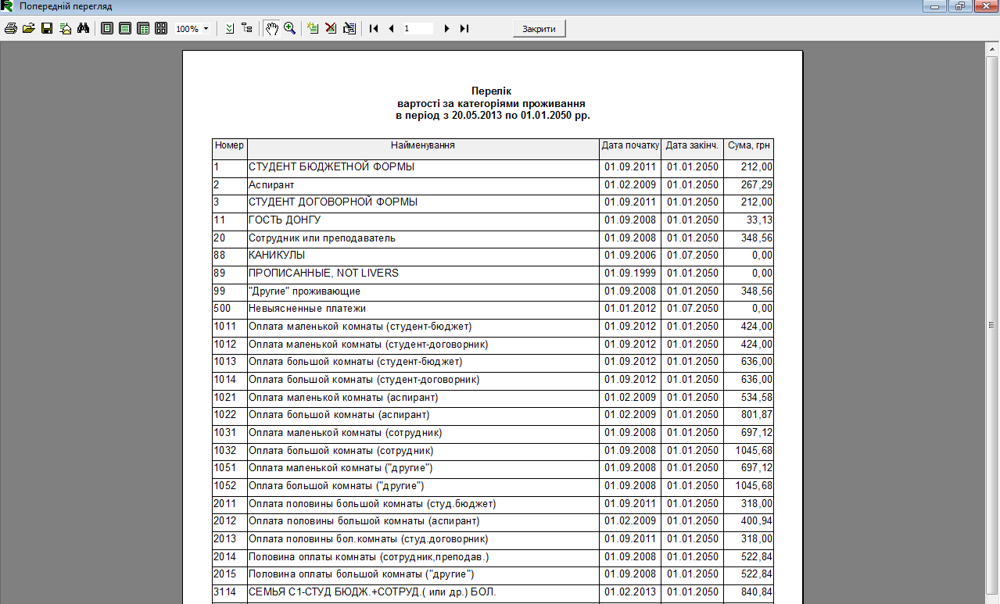 Попередній перегляд
100%
1
Закрити
Перелік
вартості за категоріями проживання
в період з 20.05.2013 по 01.01.2050 рр.
Номер Найменування Дата початку Дата закінч. Сума, грн
1 СТУДЕНТ БЮДЖЕТНОЙ ФОРМЫ 01.09.2011 01.01.2050 212,00
2 Аспирант 01.02.2009 01.01.2050 267,29
3 СТУДЕНТ ДОГОВОРНОЙ ФОРМЫ 01.09.2011 01.01.2050 212,00
11 ГОСТЬ ДОНГУ 01.09.2008 01.01.2050 33,13
20 Сотрудник или преподаватель 01.09.2008 01.01.2050 348,56
88 КАНИКУЛЫ 01.09.2006 01.07.2050 0,00
89 ПРОПИСАННЫЕ, NOT LIVERS 01.09.1999 01.01.2050 0,00
99 "Другие" проживающие 01.09.2008 01.01.2050 348,56
500 Невыясненные платежи 01.01.2012 01.07.2050 0,00
1011 Оплата маленькой комнаты (студент-бюджет) 01.09.2012 01.01.2050 424,00
1012 Оплата маленькой комнаты (студент-договорник) 01.09.2012 01.01.2050 424,00
1013 Оплата большой комнаты (студент-бюджет) 01.09.2012 01.01.2050 636,00
1014 Оплата большой комнаты (студент-договорник) 01.09.2012 01.01.2050 636,00
1021 Оплата маленькой комнаты (аспирант) 01.02.2009 01.01.2050 534,58
1022 Оплата большой комнаты (аспирант) 01.02.2009 01.01.2050 801,87
1031 Оплата маленькой комнаты (сотрудник) 01.09.2008 01.01.2050 697,12
1032 Оплата большой комнаты (сотрудник) 01.09.2008 01.01.2050 1045,68
1051 Оплата маленькой комнаты ("другие") 01.09.2008 01.01.2050 697,12
1052 Оплата большой комнаты ("другие") 01.09.2008 01.01.2050 1045,68
2011 Оплата половины большой комнаты (студ.бюджет) 01.09.2011 01.01.2050 318,00
2012 Оплата половины большой комнаты (аспирант) 01.02.2009 01.01.2050 400,94
2013 Оплата половины бол.комнаты (студ.договорник) 01.09.2011 01.01.2050 318,00
2014 Половина оплаты комнаты (сотрудник,преподав.) 01.09.2008 01.01.2050 522,84
2015 Половина оплаты большой комнаты ("другие") 01.09.2008 01.01.2050 522,84
3114 СЕМЬЯ С1-СТУД БЮДЖ.+СОТРУД.( или др.) БОЛ. 01.02.2013 01.01.2050 840,84